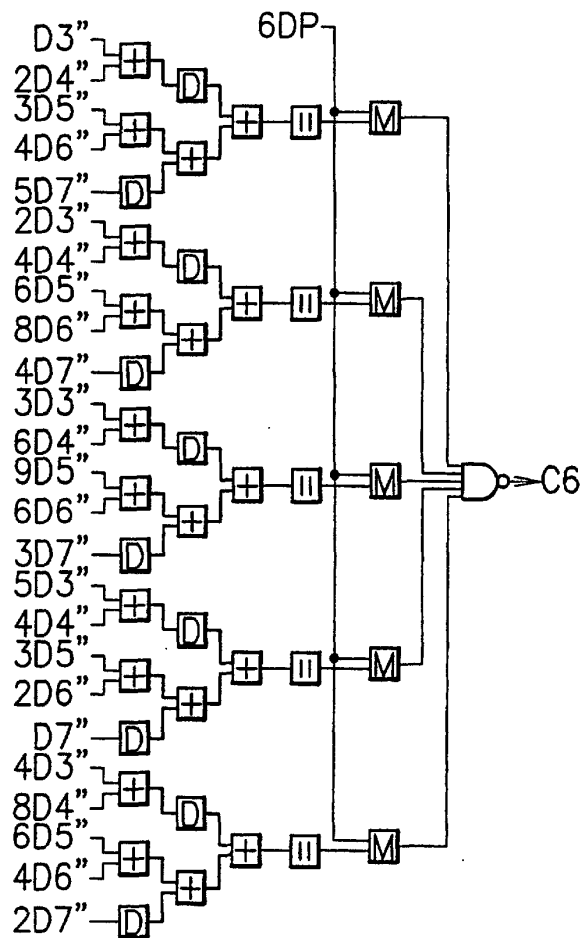 D3”
6DP
2D4”
D
3D5”
+
+
+
||
M
4D6”
+
5D7”
D
2D3”
+
4D4”
D
6D5”
+
+
||
M
8D6”
+
4D7”
D
3D3”
+
6D4”
D
9D5”
+
+
||
M
C6
6D6”
+
3D7”
D
5D3”
+
4D4”
D
3D5”
+
+
||
M
2D6”
+
D7”
D
4D3”
+
8D4”
D
6D5”
+
+
||
M
4D6”
+
2D7”
D